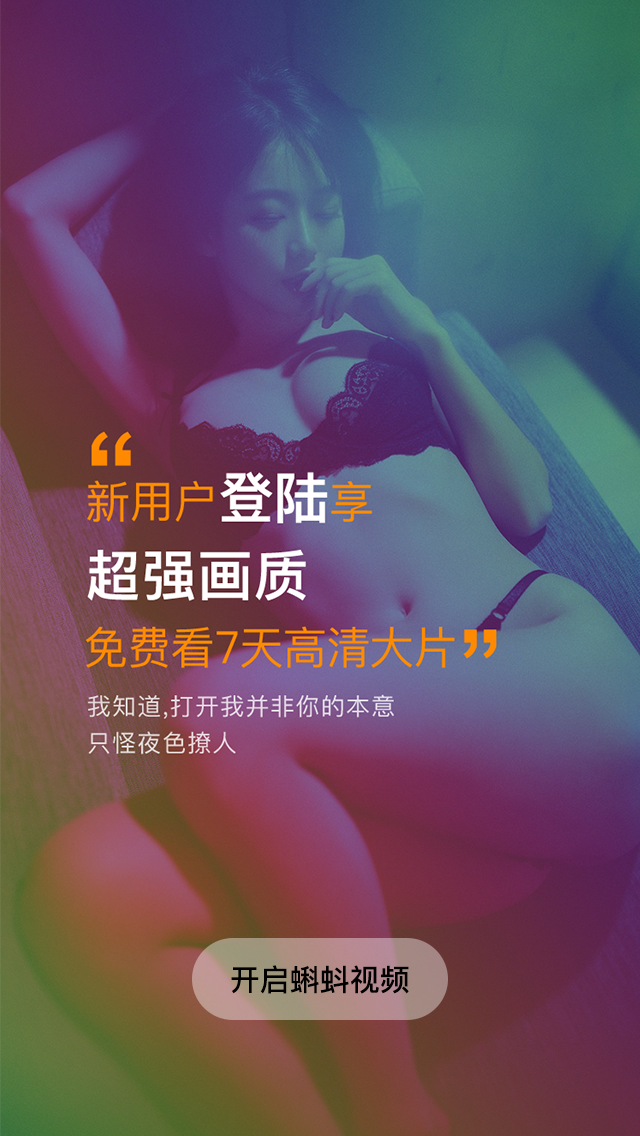 “
新用户登陆享
超强画质
免费看7天高清大片”
我知道,打开我并非你的本意
只怪夜色撩人
开启蝌蚪视频